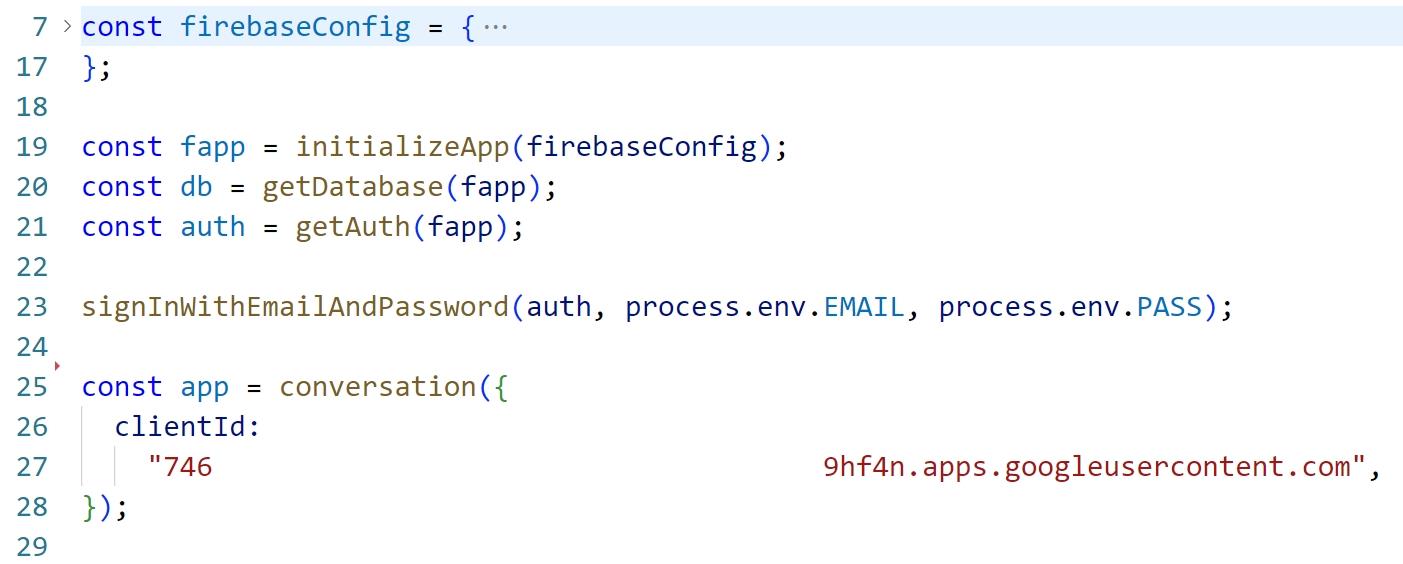 7 > const firebaseConfig = { ···
17 };
18
19 const fapp = initializeApp(firebaseConfig);
20 const db = getDatabase(fapp);
21 const auth = getAuth(fapp);
22
23 signInWithEmailAndPassword(auth, process.env.EMAIL, process.env.PASS);
24
25 const app = conversation({
26   clientId:
27     "746                                     9hf4n.apps.googleusercontent.com",
28 });
29